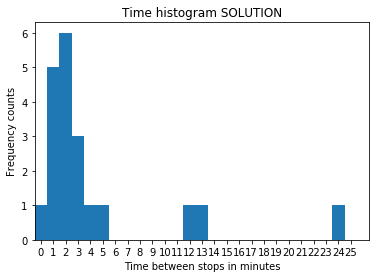 Time histogram SOLUTION
6
5
4
3
2
1
0
Frequency counts
0 1 2 3 4 5 6 7 8 9 10 11 12 13 14 15 16 17 18 19 20 21 22 23 24 25
Time between stops in minutes